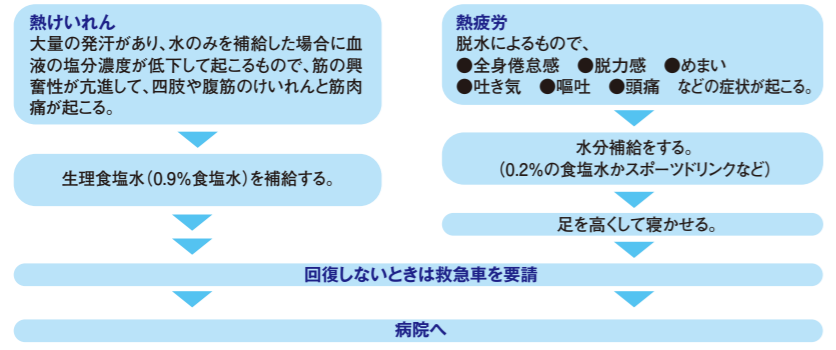 熱けいれん
大量の発汗があり、水のみを補給した場合に血
液の塩分濃度が低下して起こるもので、筋の興
奮性が亢進して、四肢や腹筋のけいれんと筋肉
痛が起こる。
生理食塩水（0.9%食塩水）を補給する。
熱疲労
脱水によるもので、
●全身倦怠感　●脱力感　●めまい
●吐き気　●嘔吐　●頭痛　などの症状が起こる。
水分補給をする。
（0.2%の食塩水かスポーツドリンクなど）
足を高くして寝かせる。
回復しないときは救急車を要請
病院へ